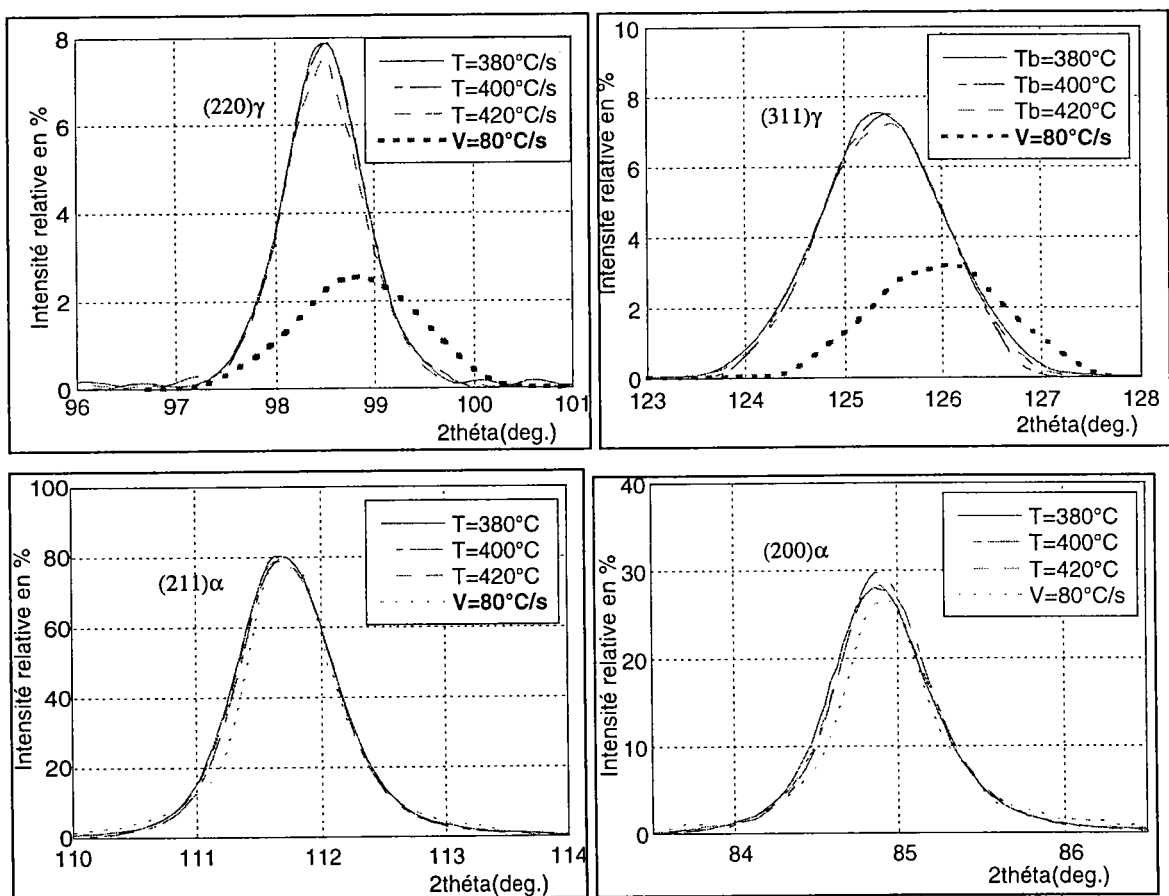 8
6
4
2
0
Intensité relative en %
(220)γ
T=380°C/s
T=400°C/s
T=420°C/s
V=80°C/s
96 97 98 99 100 101
2théta(deg.)
10
8
6
4
2
0
Intensité relative en %
(311)γ
Tb=380°C
Tb=400°C
Tb=420°C
V=80°C/s
123 124 125 126 127 128
2théta(deg.)
100
80
60
40
20
0
Intensité relative en %
(211)α
T=380°C
T=400°C
T=420°C
V=80°C/s
110 111 112 113 114
2théta(deg.)
40
30
20
10
0
Intensité relative en %
(200)α
T=380°C
T=400°C
T=420°C
V=80°C/s
84 85 86
2théta(deg.)